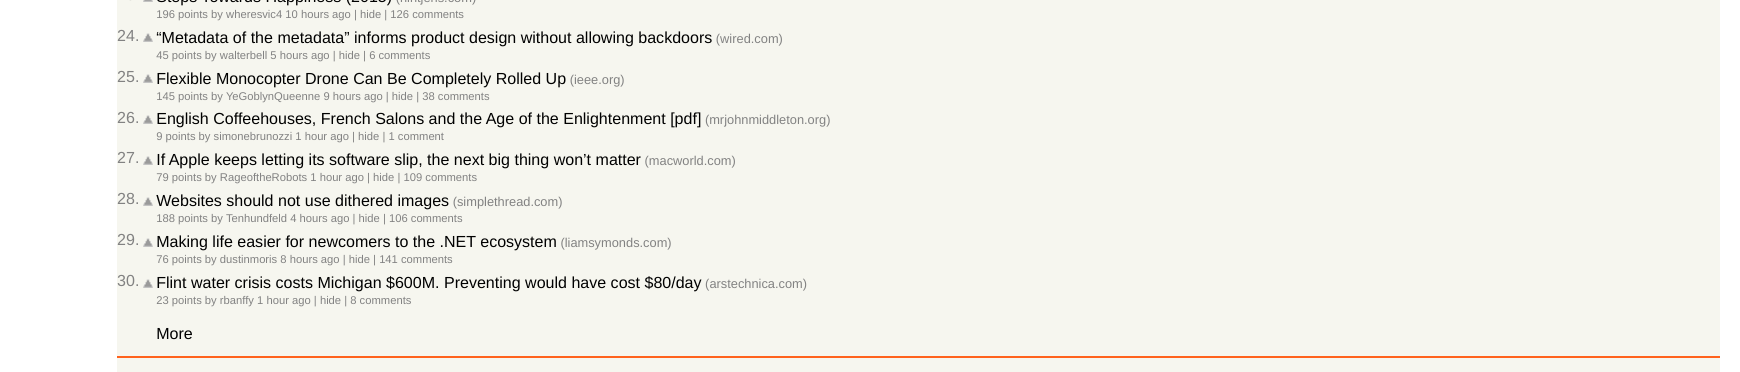 Steps Towards Happiness (2013) (hintjens.com)
196 points by wheresvic4 10 hours ago | hide | 126 comments
24. “Metadata of the metadata” informs product design without allowing backdoors (wired.com)
45 points by walterbell 5 hours ago | hide | 6 comments
25. Flexible Monocopter Drone Can Be Completely Rolled Up (ieee.org)
145 points by YeGoblynQueenne 9 hours ago | hide | 38 comments
26. English Coffeehouses, French Salons and the Age of the Enlightenment [pdf] (mrjohnmiddleton.org)
9 points by simonebrunozzi 1 hour ago | hide | 1 comment
27. If Apple keeps letting its software slip, the next big thing won’t matter (macworld.com)
79 points by RageoftheRobots 1 hour ago | hide | 109 comments
28. Websites should not use dithered images (simplethread.com)
188 points by Tenhundfeld 4 hours ago | hide | 106 comments
29. Making life easier for newcomers to the .NET ecosystem (liamsymonds.com)
76 points by dustinmoris 8 hours ago | hide | 141 comments
30. Flint water crisis costs Michigan $600M. Preventing would have cost $80/day (arstechnica.com)
23 points by rbanffy 1 hour ago | hide | 8 comments
More